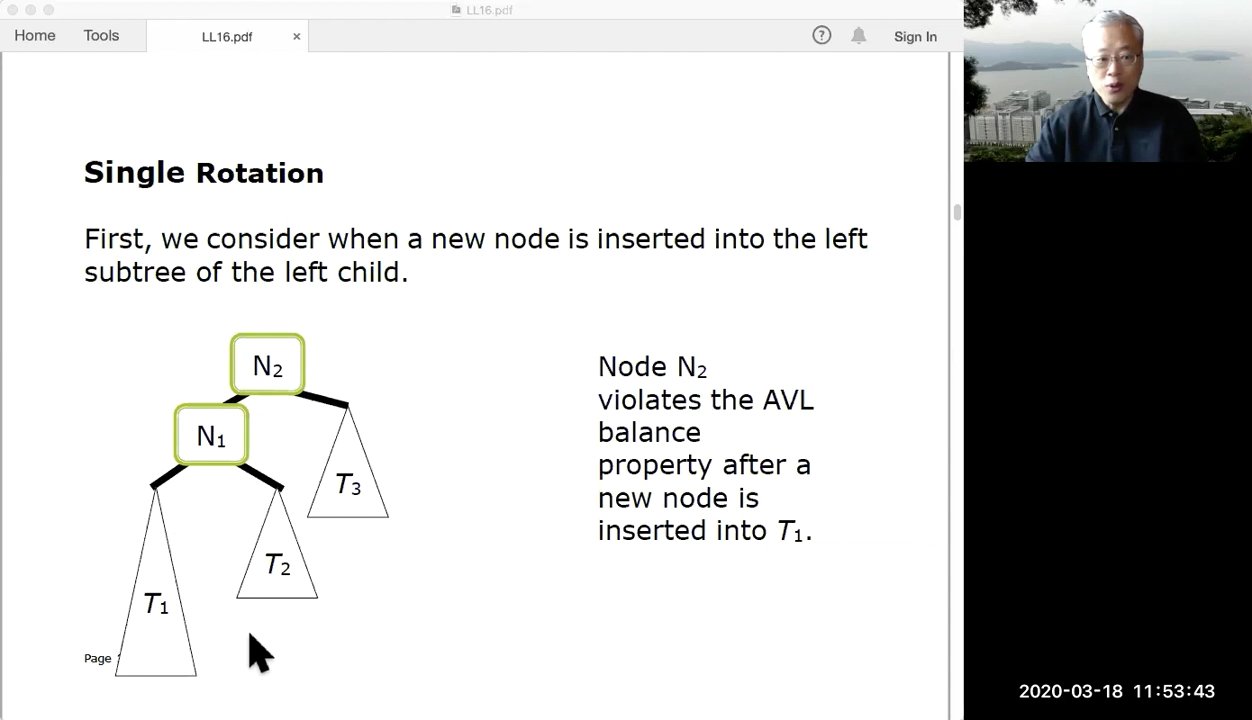 LL16.pdf
Home Tools LL16.pdf × ? Sign In
Single Rotation
First, we consider when a new node is inserted into the left
subtree of the left child.
N₂
N₁
T₃
T₂
T₁
Node N₂
violates the AVL
balance
property after a
new node is
inserted into T₁.
Page
2020-03-18 11:53:43